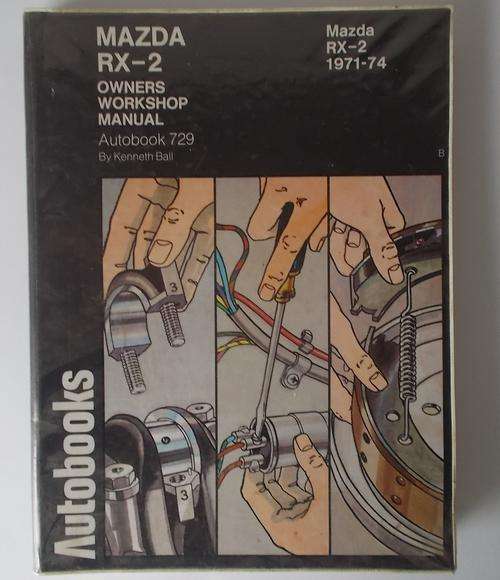 MAZDA
RX-2
OWNERS
WORKSHOP
MANUAL
Autobook 729
By Kenneth Ball
Mazda
RX-2
1971-74
B
3
3
Autobooks